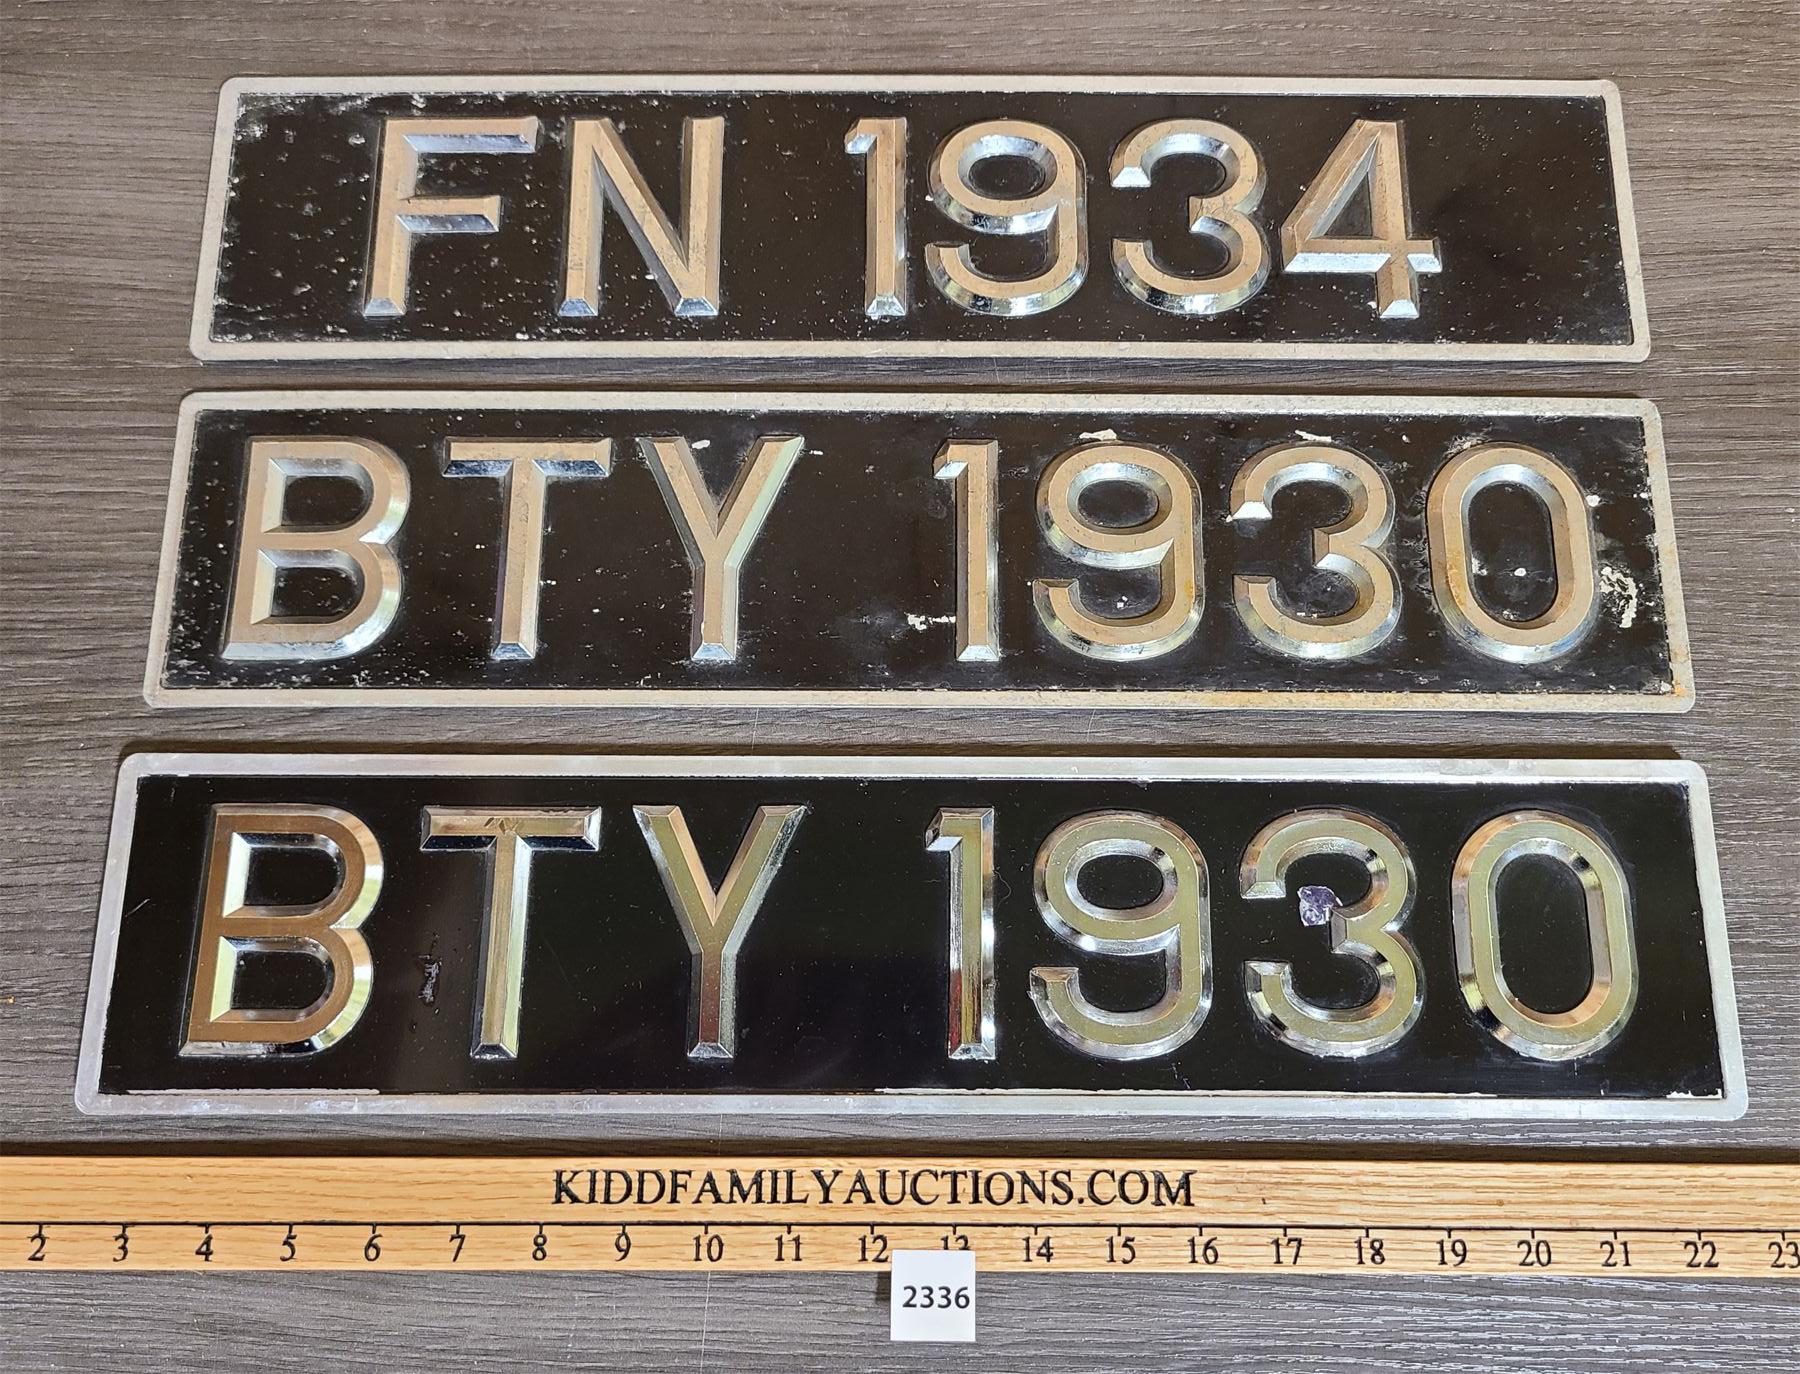 FN 1934
BTY 1930
BTY 1930
KIDDFAMILYAUCTIONS.COM
2 3 4 5 6 7 8 9 10 11 12 13 14 15 16 17 18 19 20 21 22 23
2336